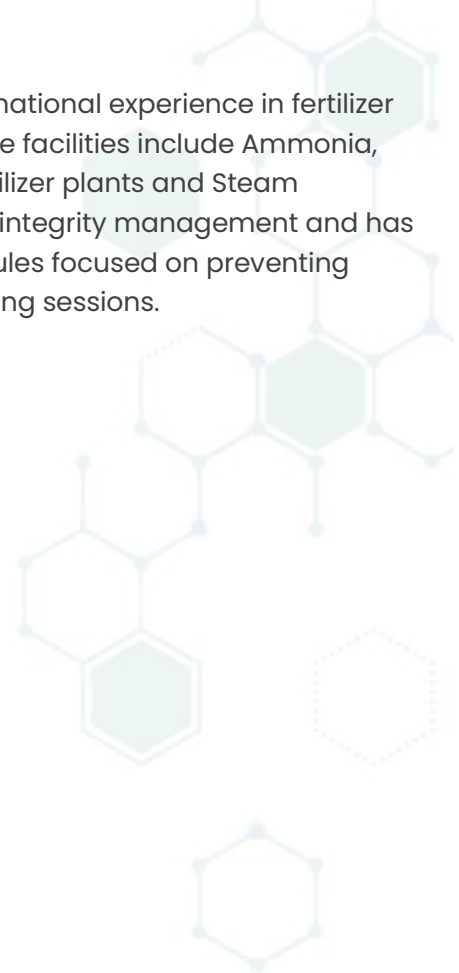 national experience in fertilizer
e facilities include Ammonia,
ilizer plants and Steam
integrity management and has
ules focused on preventing
ng sessions.